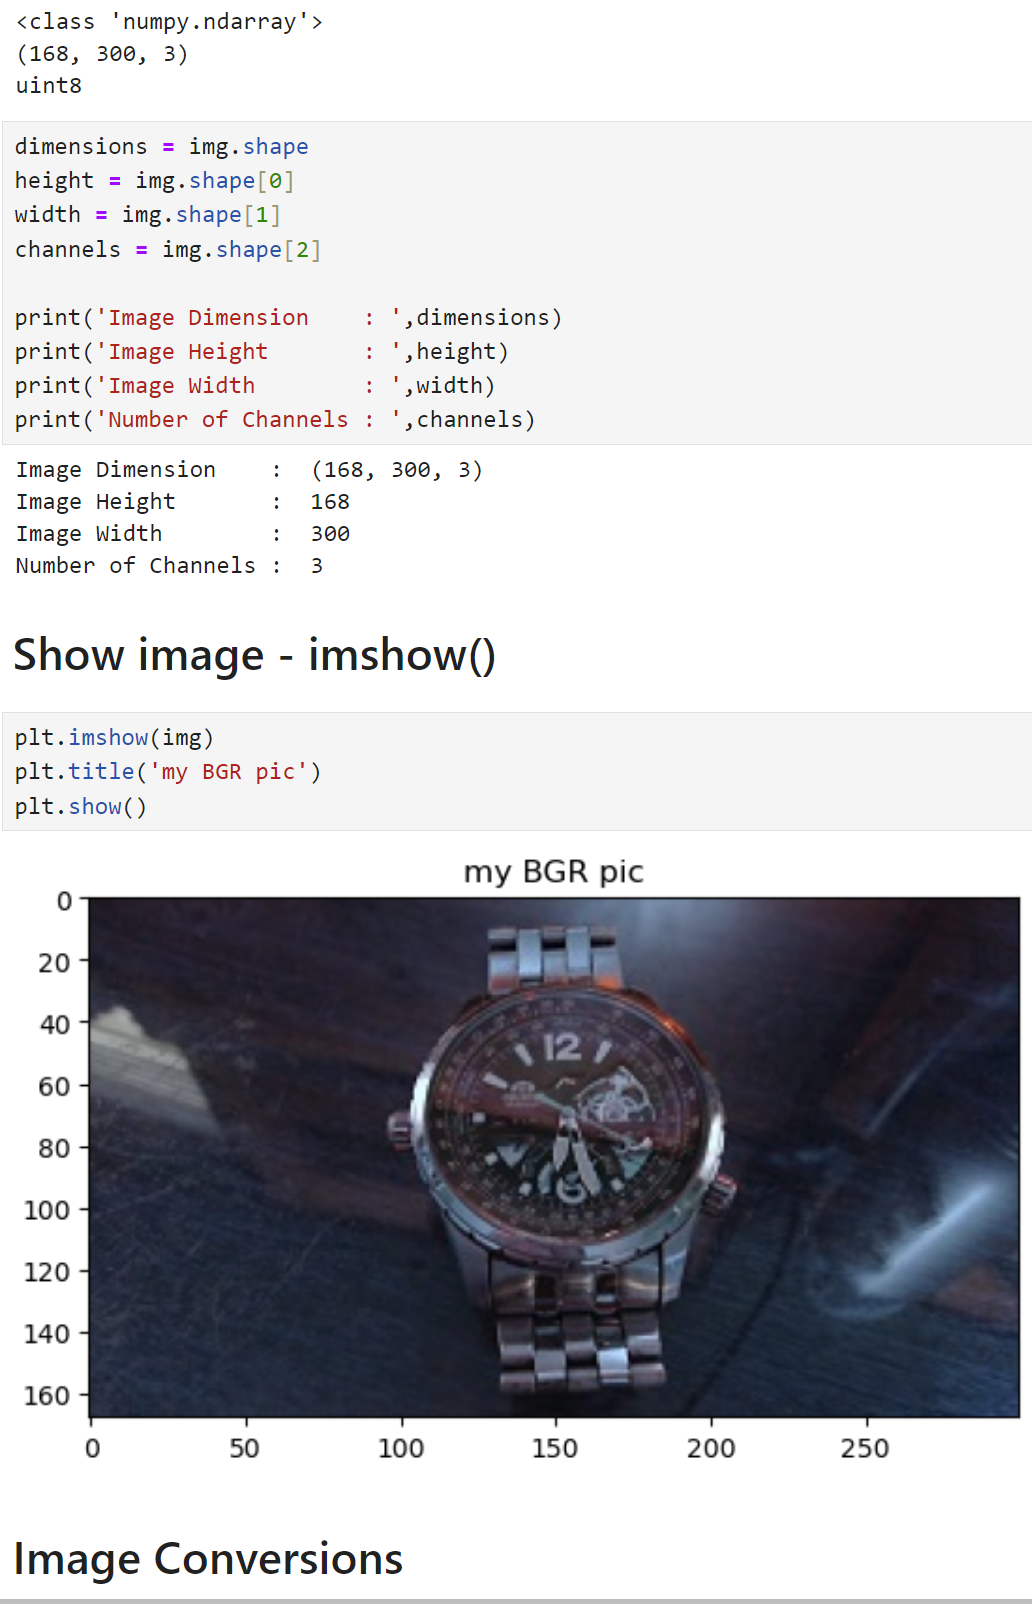 <class 'numpy.ndarray'>
(168, 300, 3)
uint8
dimensions = img.shape
height = img.shape[0]
width = img.shape[1]
channels = img.shape[2]
print('Image Dimension    : ',dimensions)
print('Image Height       : ',height)
print('Image Width        : ',width)
print('Number of Channels : ',channels)
Image Dimension    :  (168, 300, 3)
Image Height       :  168
Image Width        :  300
Number of Channels :  3
Show image - imshow()
plt.imshow(img)
plt.title('my BGR pic')
plt.show()
my BGR pic
0
20
40
60
80
100
120
140
160
12
6
0 50 100 150 200 250
Image Conversions